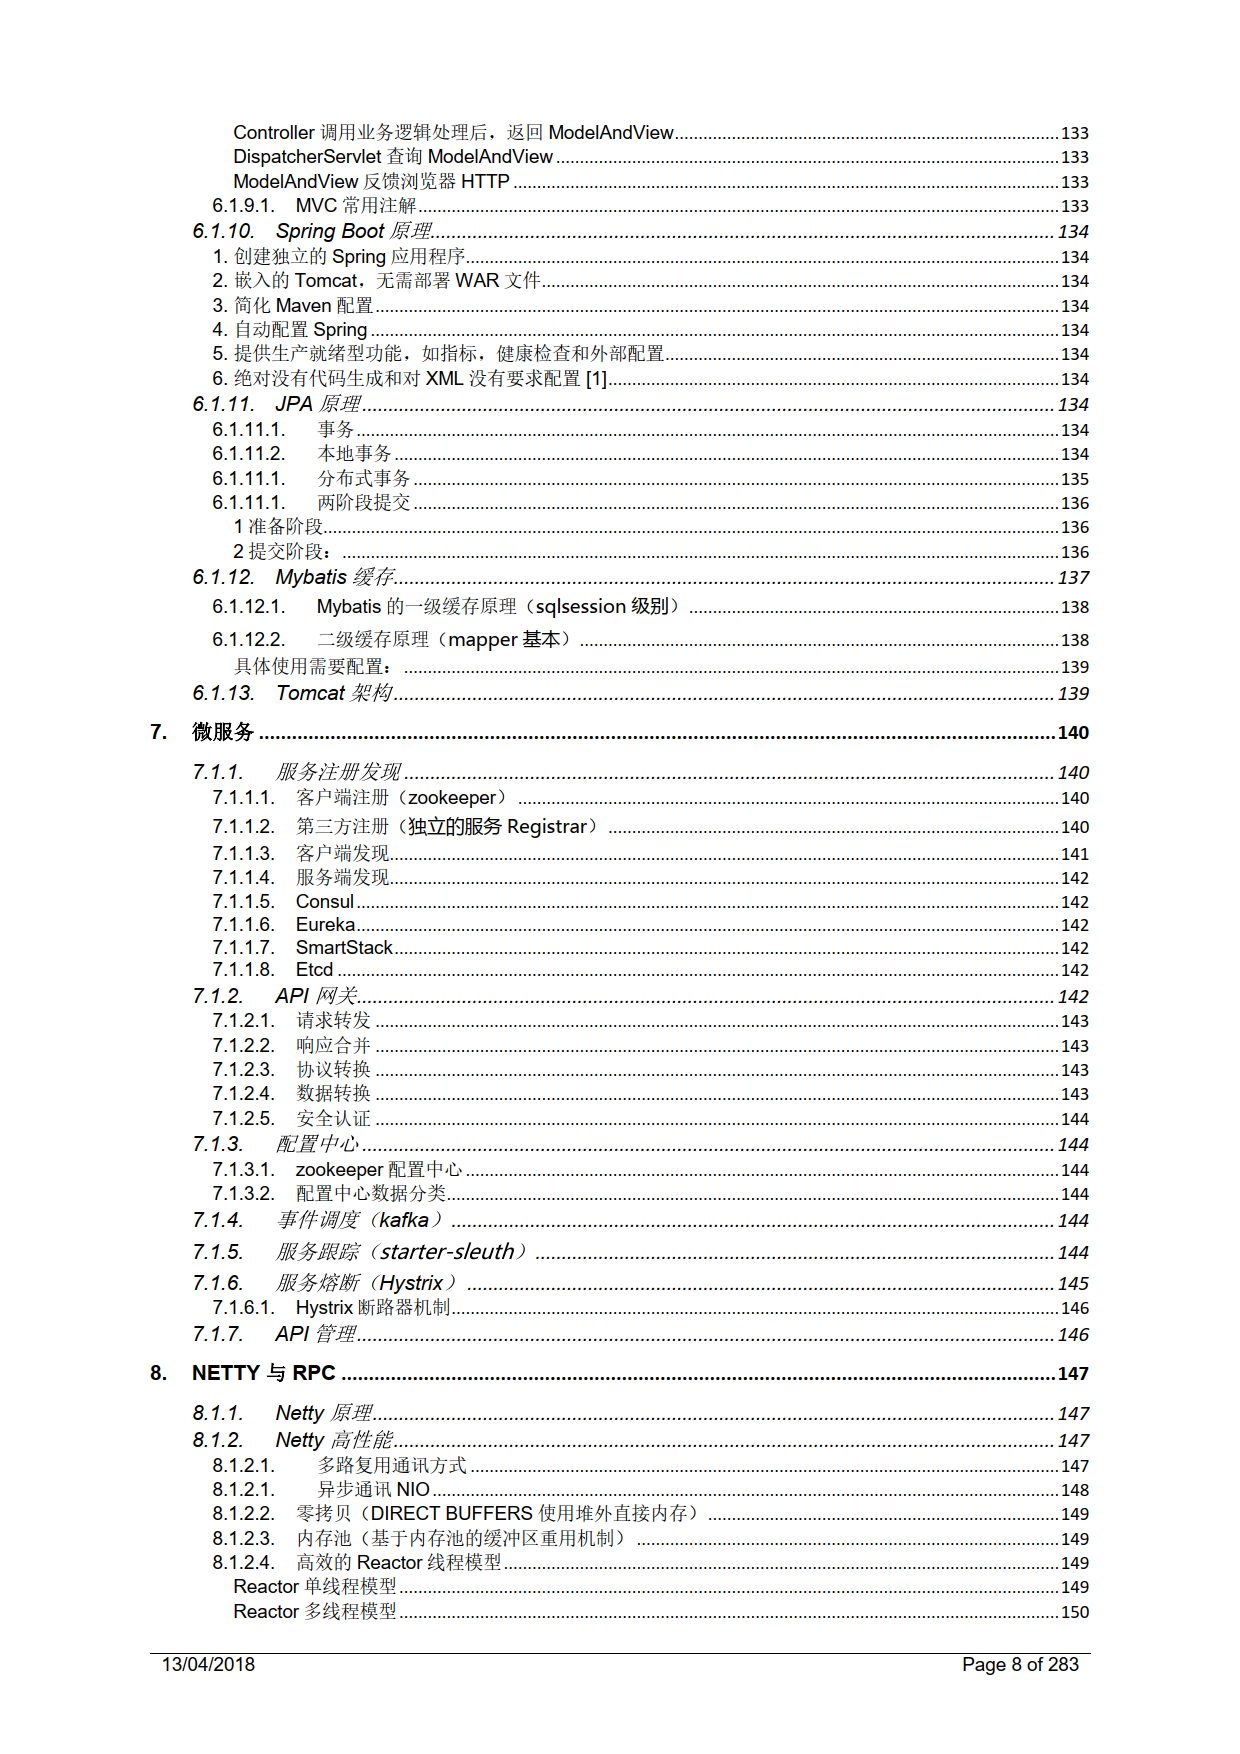 Controller 调用业务逻辑处理后，返回 ModelAndView..........133
DispatcherServlet 查询 ModelAndView..........133
ModelAndView 反馈浏览器 HTTP..........133
6.1.9.1. MVC 常用注解..........133
6.1.10. Spring Boot 原理..........134
1. 创建独立的 Spring 应用程序..........134
2. 嵌入的 Tomcat，无需部署 WAR 文件..........134
3. 简化 Maven 配置..........134
4. 自动配置 Spring..........134
5. 提供生产就绪型功能，如指标，健康检查和外部配置..........134
6. 绝对没有代码生成和对 XML 没有要求配置 [1]..........134
6.1.11. JPA 原理..........134
6.1.11.1. 事务..........134
6.1.11.2. 本地事务..........134
6.1.11.1. 分布式事务..........135
6.1.11.1. 两阶段提交..........136
1 准备阶段..........136
2 提交阶段：..........136
6.1.12. Mybatis 缓存..........137
6.1.12.1. Mybatis 的一级缓存原理（sqlsession 级别）..........138
6.1.12.2. 二级缓存原理（mapper 基本）..........138
具体使用需要配置：..........139
6.1.13. Tomcat 架构..........139
7. 微服务..........140
7.1.1. 服务注册发现..........140
7.1.1.1. 客户端注册（zookeeper）..........140
7.1.1.2. 第三方注册（独立的服务 Registrar）..........140
7.1.1.3. 客户端发现..........141
7.1.1.4. 服务端发现..........142
7.1.1.5. Consul..........142
7.1.1.6. Eureka..........142
7.1.1.7. SmartStack..........142
7.1.1.8. Etcd..........142
7.1.2. API 网关..........142
7.1.2.1. 请求转发..........143
7.1.2.2. 响应合并..........143
7.1.2.3. 协议转换..........143
7.1.2.4. 数据转换..........143
7.1.2.5. 安全认证..........144
7.1.3. 配置中心..........144
7.1.3.1. zookeeper 配置中心..........144
7.1.3.2. 配置中心数据分类..........144
7.1.4. 事件调度（kafka）..........144
7.1.5. 服务跟踪（starter-sleuth）..........144
7.1.6. 服务熔断（Hystrix）..........145
7.1.6.1. Hystrix 断路器机制..........146
7.1.7. API 管理..........146
8. NETTY 与 RPC..........147
8.1.1. Netty 原理..........147
8.1.2. Netty 高性能..........147
8.1.2.1. 多路复用通讯方式..........147
8.1.2.1. 异步通讯 NIO..........148
8.1.2.2. 零拷贝（DIRECT BUFFERS 使用堆外直接内存）..........149
8.1.2.3. 内存池（基于内存池的缓冲区重用机制）..........149
8.1.2.4. 高效的 Reactor 线程模型..........149
Reactor 单线程模型..........149
Reactor 多线程模型..........150
13/04/2018 Page 8 of 283